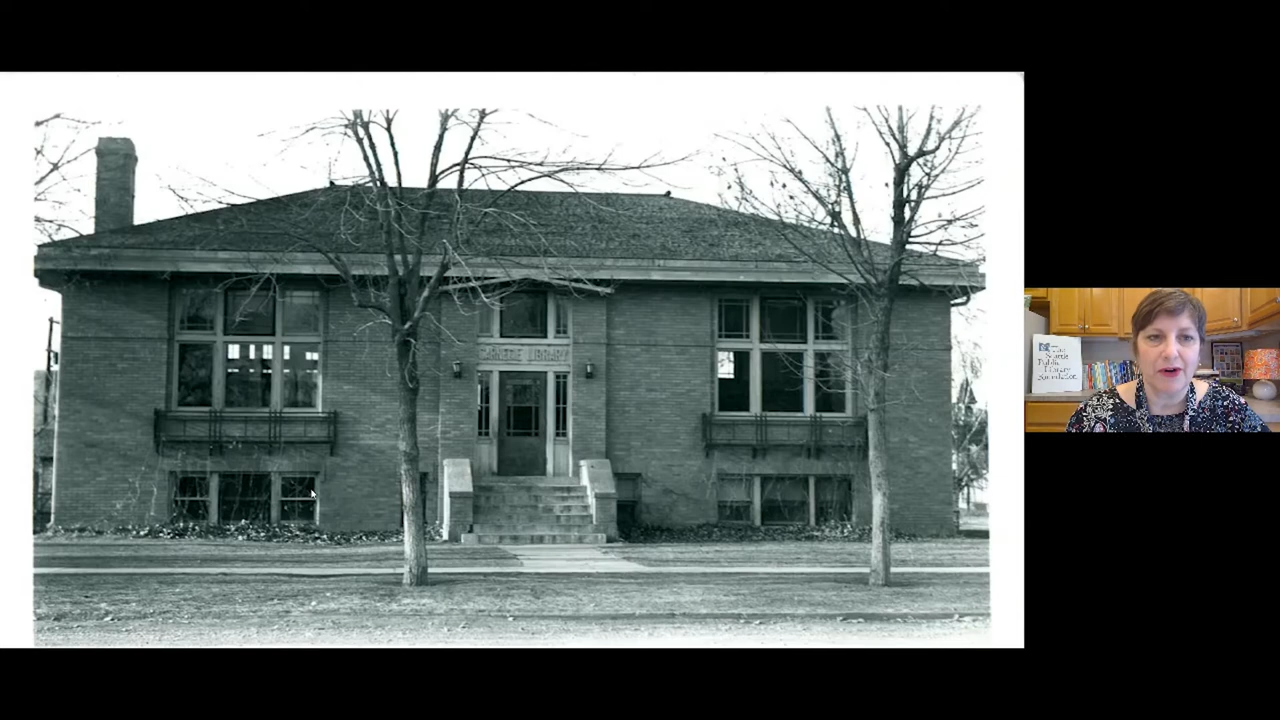 CARNEGIE LIBRARY
The
Seattle
Public
Library
Foundation